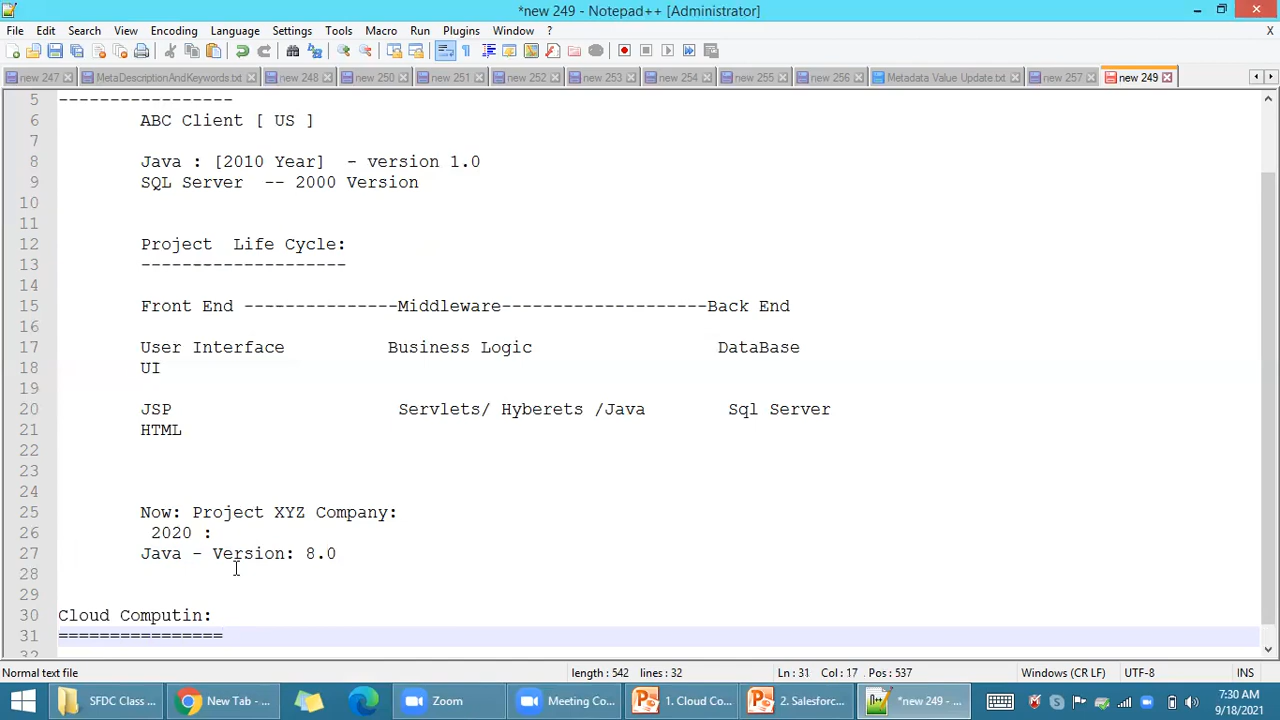 *new 249 - Notepad++ [Administrator]
File Edit Search View Encoding Language Settings Tools Macro Run Plugins Window ? X
new 247 MetaDescriptionAndKeywords.txt new 248 new 250 new 251 new 252 new 253 new 254 new 255 new 256 Metadata Value Update.txt new 257 new 249
5 -----------------
6 ABC Client [ US ]
7
8 Java : [2010 Year] - version 1.0
9 SQL Server -- 2000 Version
10
11
12 Project Life Cycle:
13 --------------------
14
15 Front End ---------------Middleware--------------------Back End
16
17 User Interface Business Logic DataBase
18 UI
19
20 JSP Servlets/ Hyberets /Java Sql Server
21 HTML
22
23
24
25 Now: Project XYZ Company:
26 2020 :
27 Java - Version: 8.0
28
29
30 Cloud Computin:
31 ================
32
Normal text file length : 542 lines : 32 Ln : 31 Col : 17 Pos : 537 Windows (CR LF) UTF-8 INS
SFDC Class ... New Tab - ... Zoom Meeting Co... 1. Cloud Co... 2. Salesforc... *new 249 - ... 7:30 AM
9/18/2021